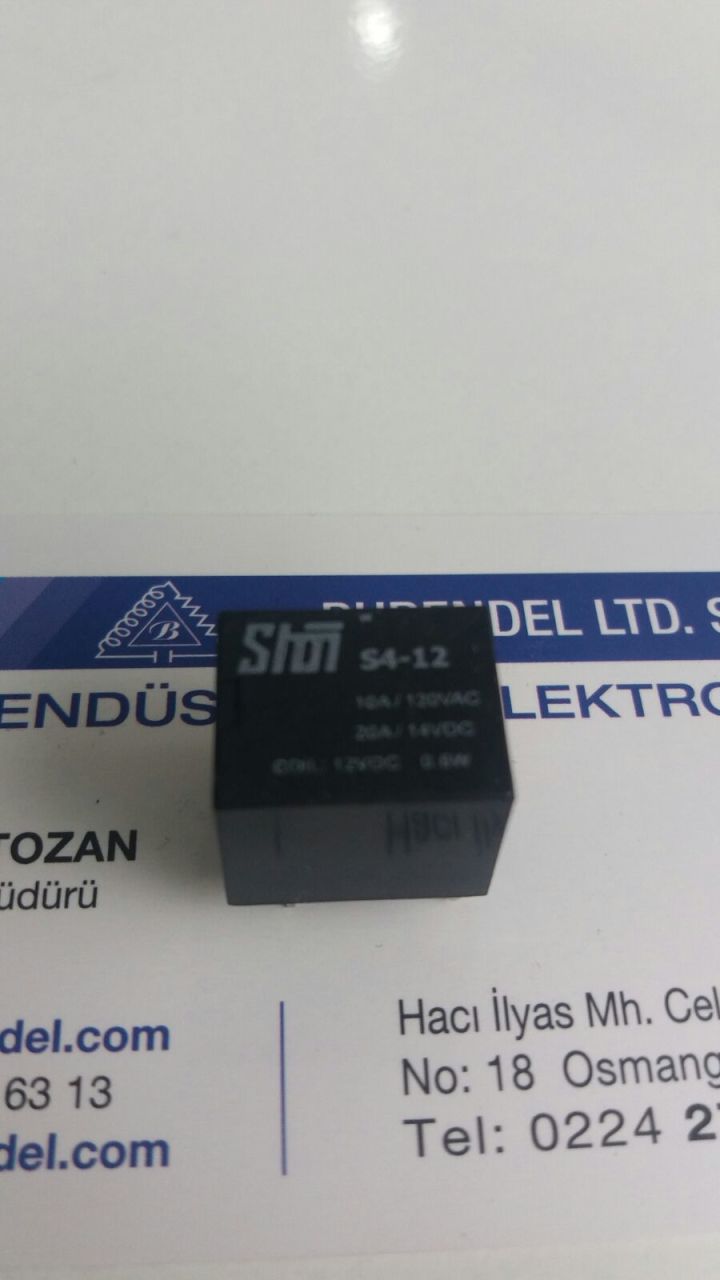 B
DEL LTD. Ş
Shori S4-12
10A / 120VAC
20A / 14VDC
COIL: 12VDC 0.6W
ENDÜS
LEKTRO
TOZAN
üdürü
del.com
63 13
del.com
Hacı İlyas Mh. Cel
No: 18 Osmang
Tel: 0224 2